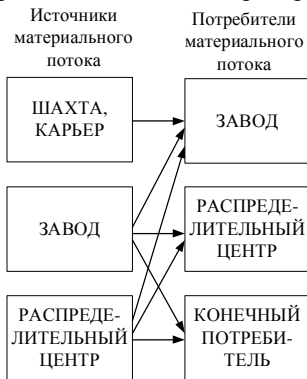 Источники
материального
потока
Потребители
материального
потока
ШАХТА,
КАРЬЕР
ЗАВОД
ЗАВОД
РАСПРЕДЕ-
ЛИТЕЛЬНЫЙ
ЦЕНТР
РАСПРЕДЕ-
ЛИТЕЛЬНЫЙ
ЦЕНТР
КОНЕЧНЫЙ
ПОТРЕБИ-
ТЕЛЬ